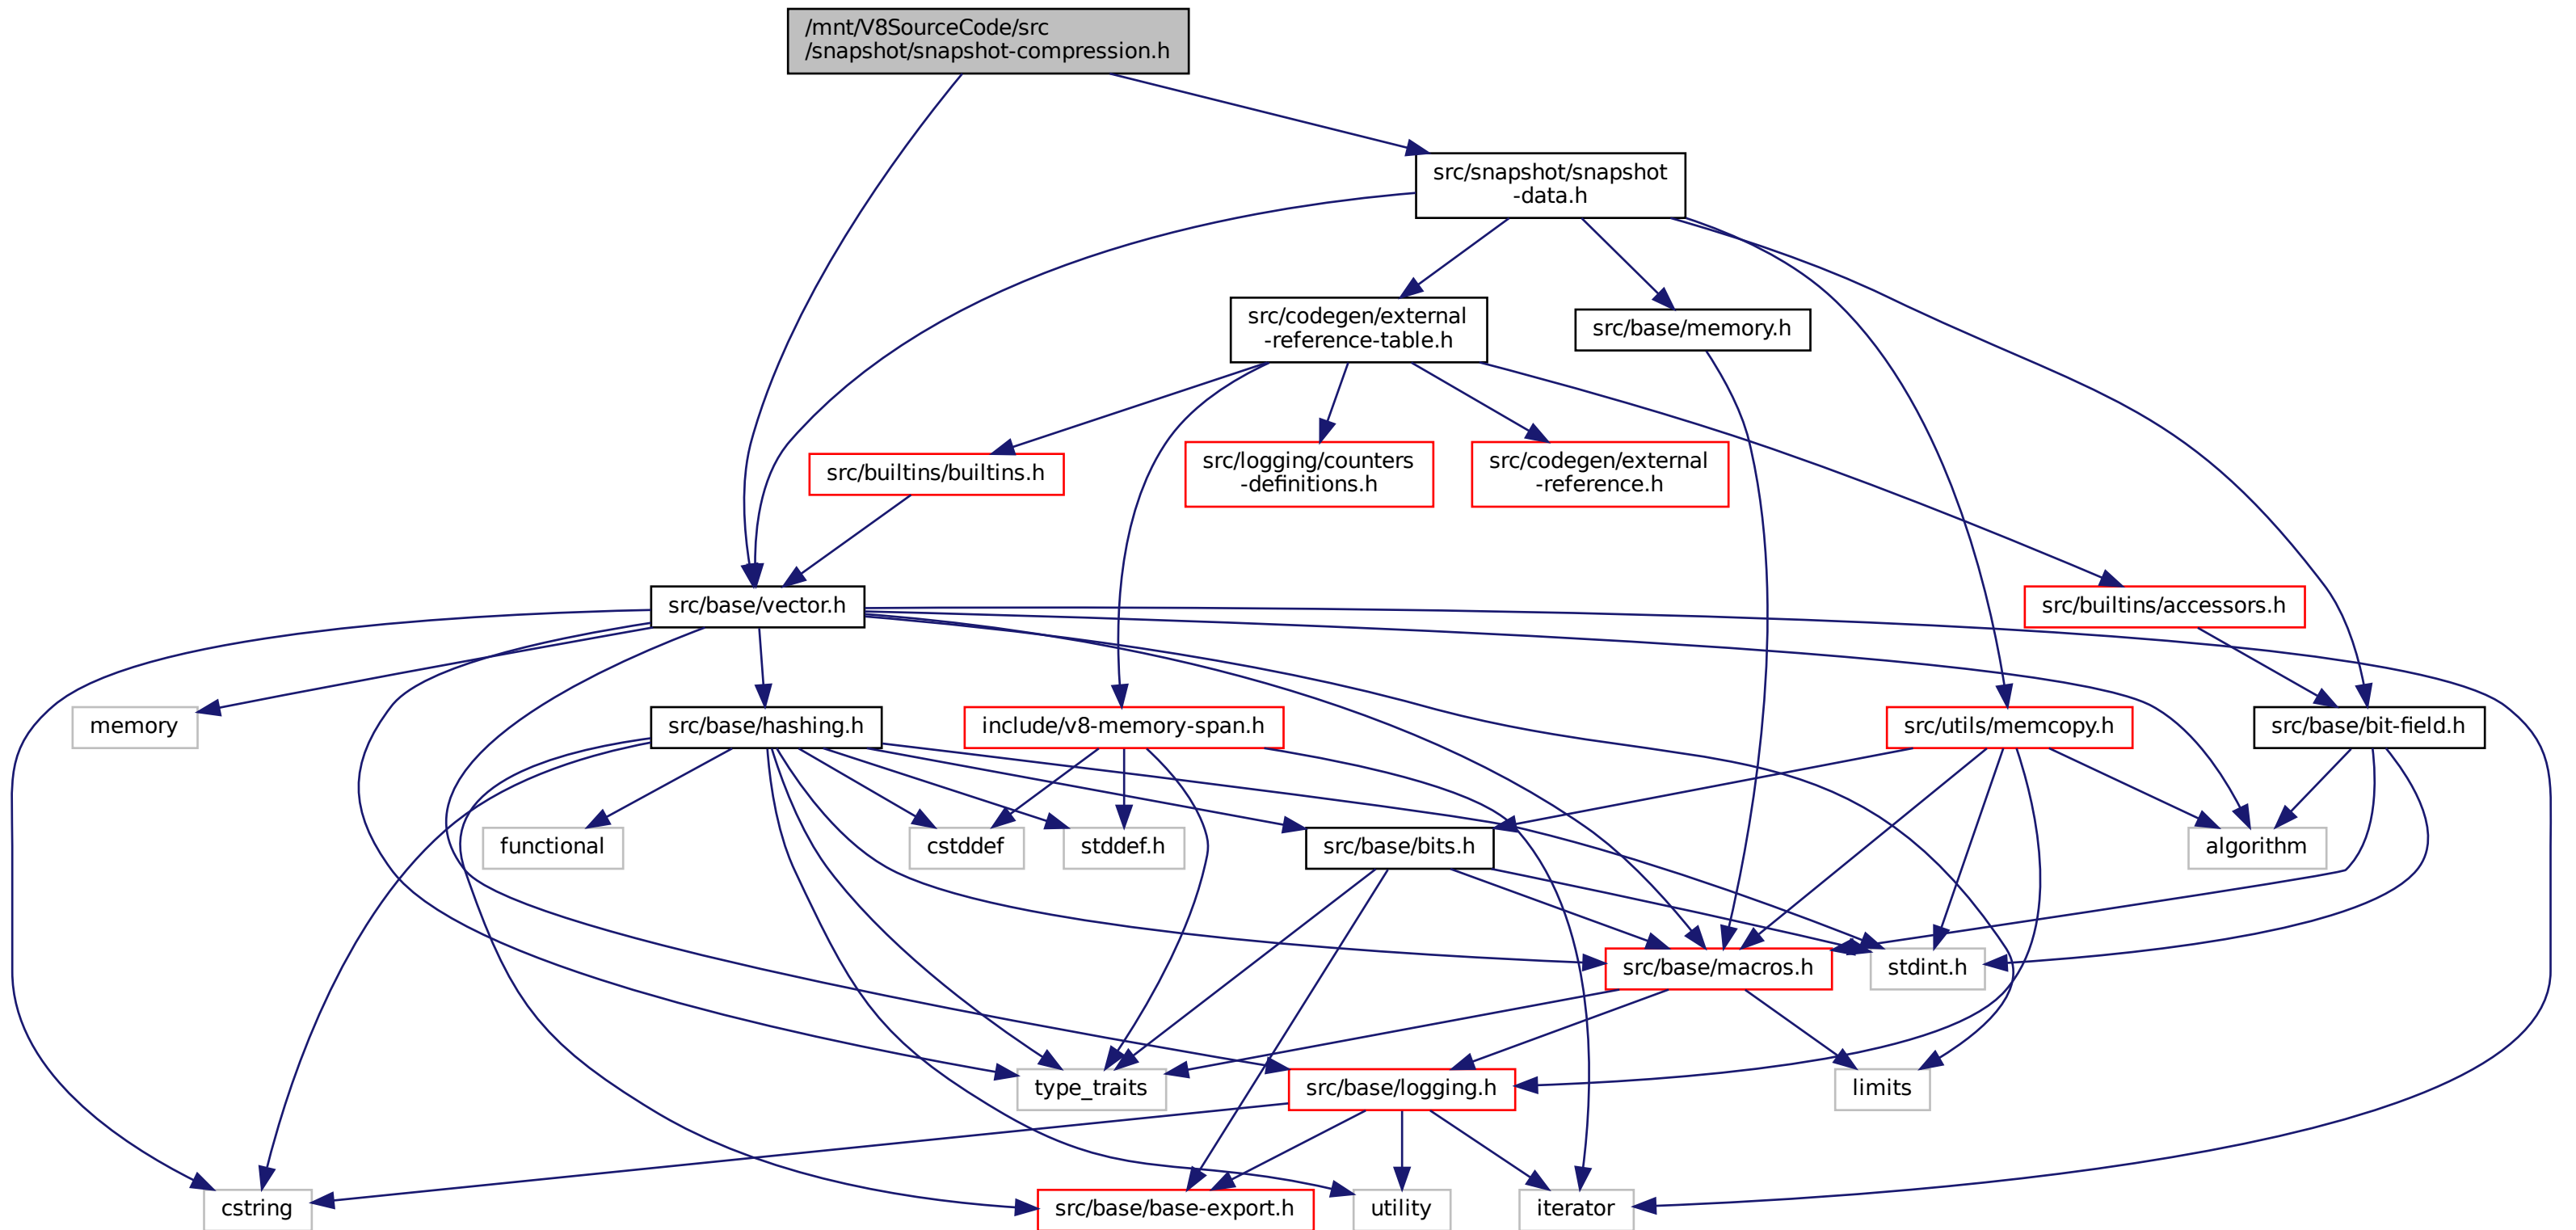 /mnt/V8SourceCode/src
/snapshot/snapshot-compression.h
src/snapshot/snapshot
-data.h
src/codegen/external
-reference-table.h
src/base/memory.h
src/builtins/builtins.h
src/logging/counters
-definitions.h
src/codegen/external
-reference.h
src/base/vector.h
src/builtins/accessors.h
memory
src/base/hashing.h
include/v8-memory-span.h
src/utils/memcopy.h
src/base/bit-field.h
functional
cstddef
stddef.h
src/base/bits.h
algorithm
src/base/macros.h
stdint.h
type_traits
src/base/logging.h
limits
cstring
src/base/base-export.h
utility
iterator